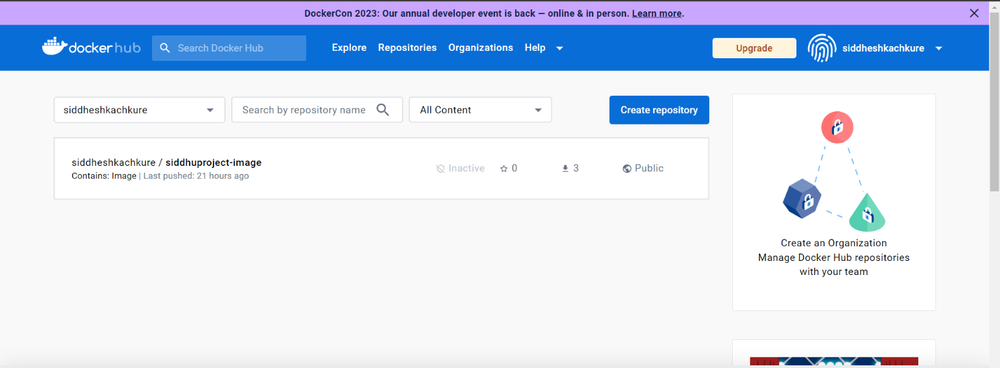 DockerCon 2023: Our annual developer event is back — online & in person. Learn more.
dockerhub
Search Docker Hub
Explore
Repositories
Organizations
Help
Upgrade
siddheshkachkure
siddheshkachkure
Search by repository name
All Content
Create repository
siddheshkachkure / siddhuproject-image
Contains: Image | Last pushed: 21 hours ago
Inactive
0
3
Public
Create an Organization
Manage Docker Hub repositories
with your team